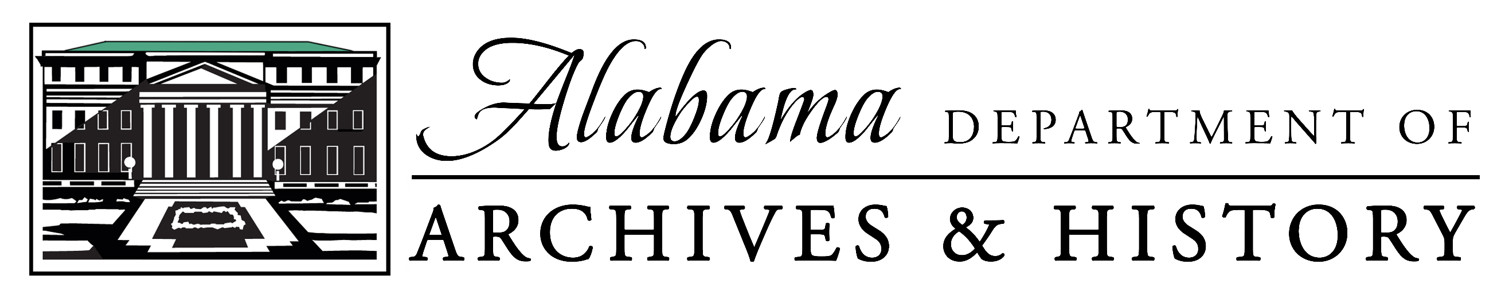 Alabama DEPARTMENT OF
ARCHIVES & HISTORY